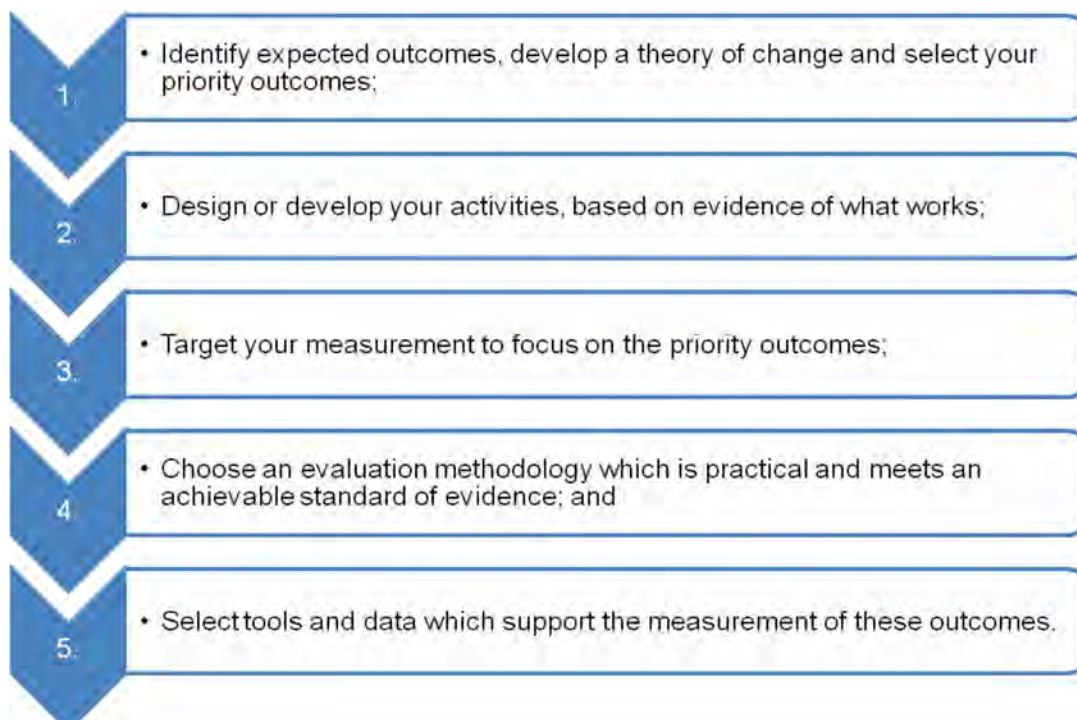 1.
• Identify expected outcomes, develop a theory of change and select your
priority outcomes;
2.
• Design or develop your activities, based on evidence of what works;
3.
• Target your measurement to focus on the priority outcomes;
4.
• Choose an evaluation methodology which is practical and meets an
achievable standard of evidence; and
5.
• Select tools and data which support the measurement of these outcomes.